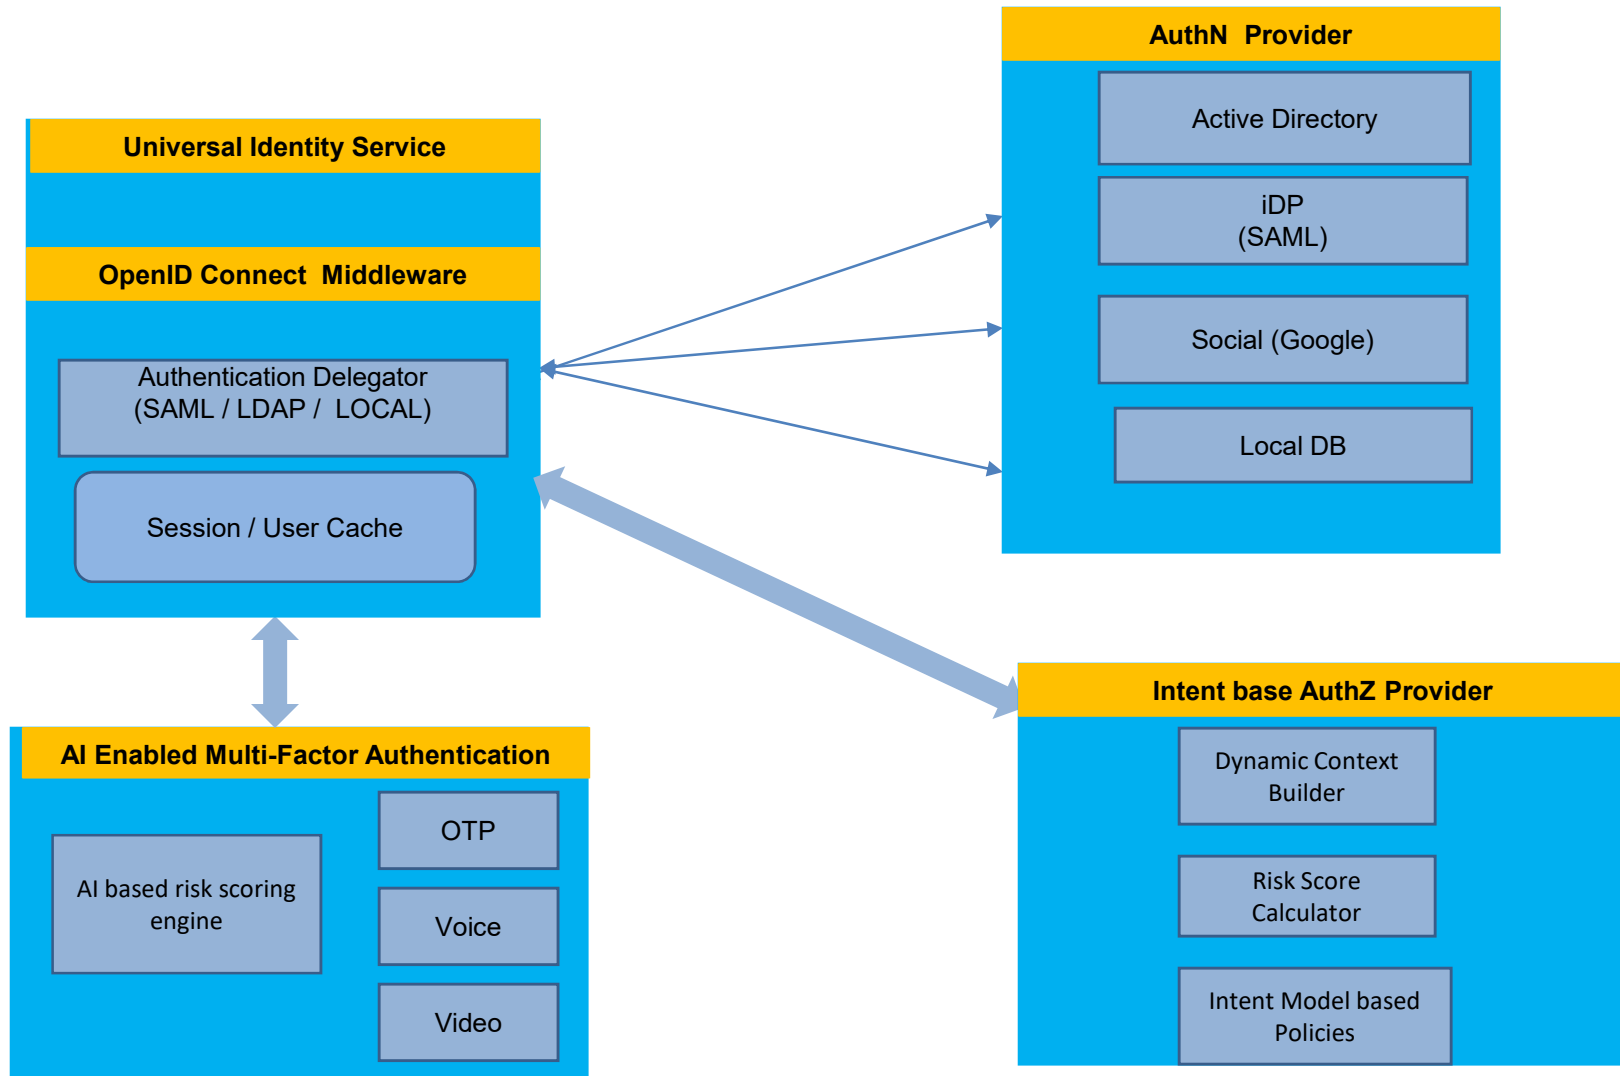 Universal Identity Service
OpenID Connect  Middleware
Authentication Delegator
(SAML / LDAP /  LOCAL)
Session / User Cache
AuthN  Provider
Active Directory
iDP
(SAML)
Social (Google)
Local DB
AI Enabled Multi-Factor Authentication
AI based risk scoring
engine
OTP
Voice
Video
Intent base AuthZ Provider
Dynamic Context
Builder
Risk Score
Calculator
Intent Model based
Policies